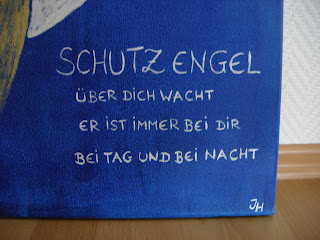 SCHUTZ ENGEL
ÜBER DICH WACHT
ER IST IMMER BEI DIR
BEI TAG UND BEI NACHT
JH